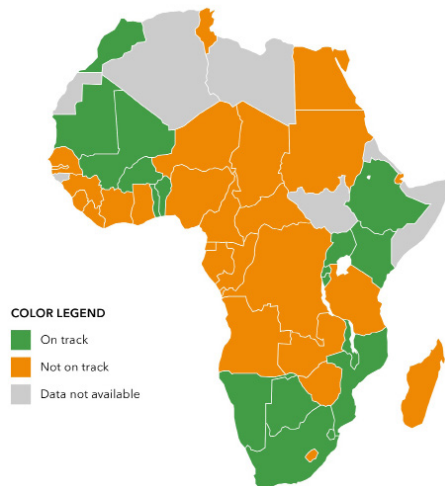 COLOR LEGEND
On track
Not on track
Data not available